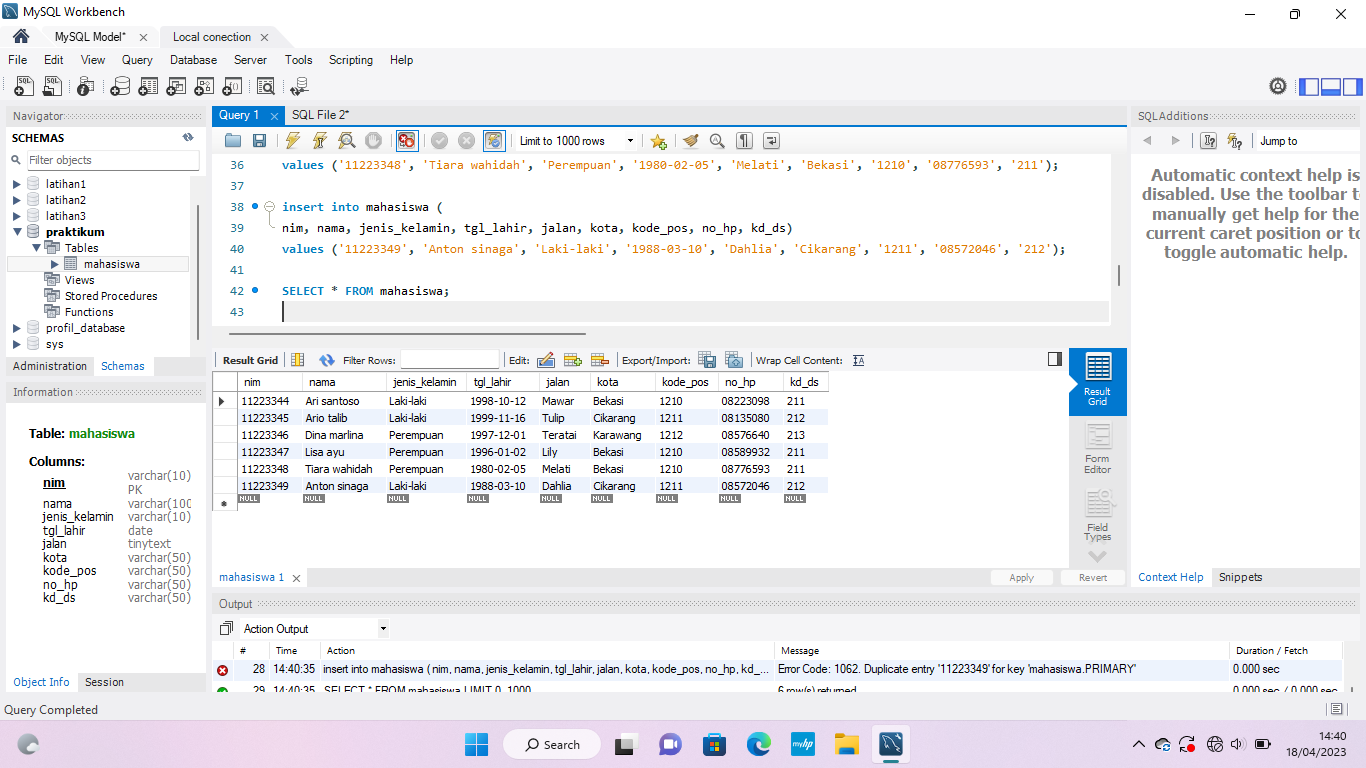 MySQL Workbench
MySQL Model* Local conection
File Edit View Query Database Server Tools Scripting Help
Navigator
SCHEMAS
Filter objects
latihan1
latihan2
latihan3
praktikum
Tables
mahasiswa
Views
Stored Procedures
Functions
profil_database
sys
Administration Schemas
Information
Table: mahasiswa
Columns:
nim varchar(10) PK
nama varchar(100
jenis_kelamin varchar(10)
tgl_lahir date
jalan tinytext
kota varchar(50)
kode_pos varchar(50)
no_hp varchar(50)
kd_ds varchar(50)
Object Info Session
Query 1 SQL File 2*
Limit to 1000 rows
36 values ('11223348', 'Tiara wahidah', 'Perempuan', '1980-02-05', 'Melati', 'Bekasi', '1210', '08776593', '211');
37
38 insert into mahasiswa (
39 nim, nama, jenis_kelamin, tgl_lahir, jalan, kota, kode_pos, no_hp, kd_ds)
40 values ('11223349', 'Anton sinaga', 'Laki-laki', '1988-03-10', 'Dahlia', 'Cikarang', '1211', '08572046', '212');
41
42 SELECT * FROM mahasiswa;
43
Result Grid Filter Rows: Edit: Export/Import: Wrap Cell Content:
nim nama jenis_kelamin tgl_lahir jalan kota kode_pos no_hp kd_ds
11223344 Ari santoso Laki-laki 1998-10-12 Mawar Bekasi 1210 08223098 211
11223345 Ario talib Laki-laki 1999-11-16 Tulip Cikarang 1211 08135080 212
11223346 Dina marlina Perempuan 1997-12-01 Teratai Karawang 1212 08576640 213
11223347 Lisa ayu Perempuan 1996-01-02 Lily Bekasi 1210 08589932 211
11223348 Tiara wahidah Perempuan 1980-02-05 Melati Bekasi 1210 08776593 211
11223349 Anton sinaga Laki-laki 1988-03-10 Dahlia Cikarang 1211 08572046 212
NULL NULL NULL NULL NULL NULL NULL NULL NULL
Result Grid
Form Editor
Field Types
mahasiswa 1 Apply Revert
SQLAdditions
Jump to
Automatic context help is
disabled. Use the toolbar to
manually get help for the
current caret position or to
toggle automatic help.
Context Help Snippets
Output
Action Output
# Time Action Message Duration / Fetch
28 14:40:35 insert into mahasiswa ( nim, nama, jenis_kelamin, tgl_lahir, jalan, kota, kode_pos, no_hp, kd_... Error Code: 1062. Duplicate entry '11223349' for key 'mahasiswa.PRIMARY' 0.000 sec
29 14:40:35 SELECT * FROM mahasiswa LIMIT 0, 1000 6 row(s) returned 0.000 sec / 0.000 sec
Query Completed
Search
myhp
14:40
18/04/2023